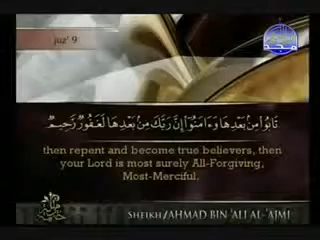 juz' 9
المجد
تَابُوا۟ مِنۢ بَعْدِهَا وَءَامَنُوٓا۟ إِنَّ رَبَّكَ مِنۢ بَعْدِهَا لَغَفُورٌ رَّحِيمٌ
then repent and become true believers, then
your Lord is most surely All-Forgiving,
Most-Merciful.
SHEIKH/AHMAD BIN 'ALI AL-'AJMI